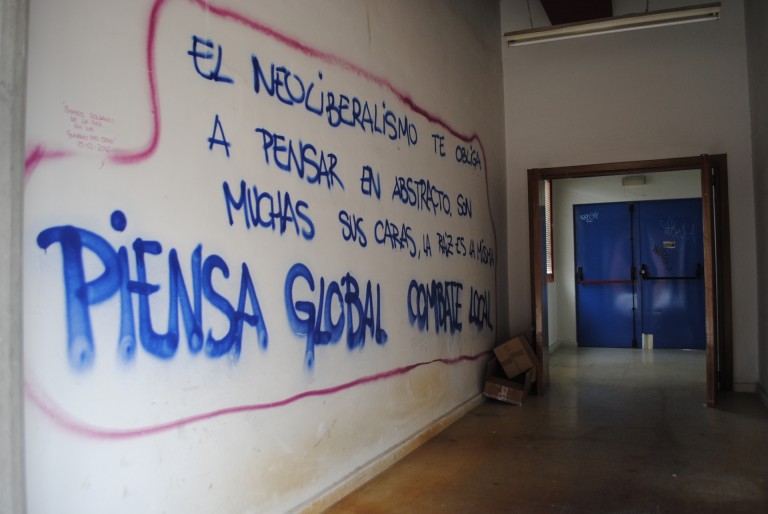 EL NEOLIBERALISMO TE OBLIGA
A PENSAR EN ABSTRACTO. SON
MUCHAS SUS CARAS, LA RAÍZ ES LA MISMA
PIENSA GLOBAL COMBATE LOCAL